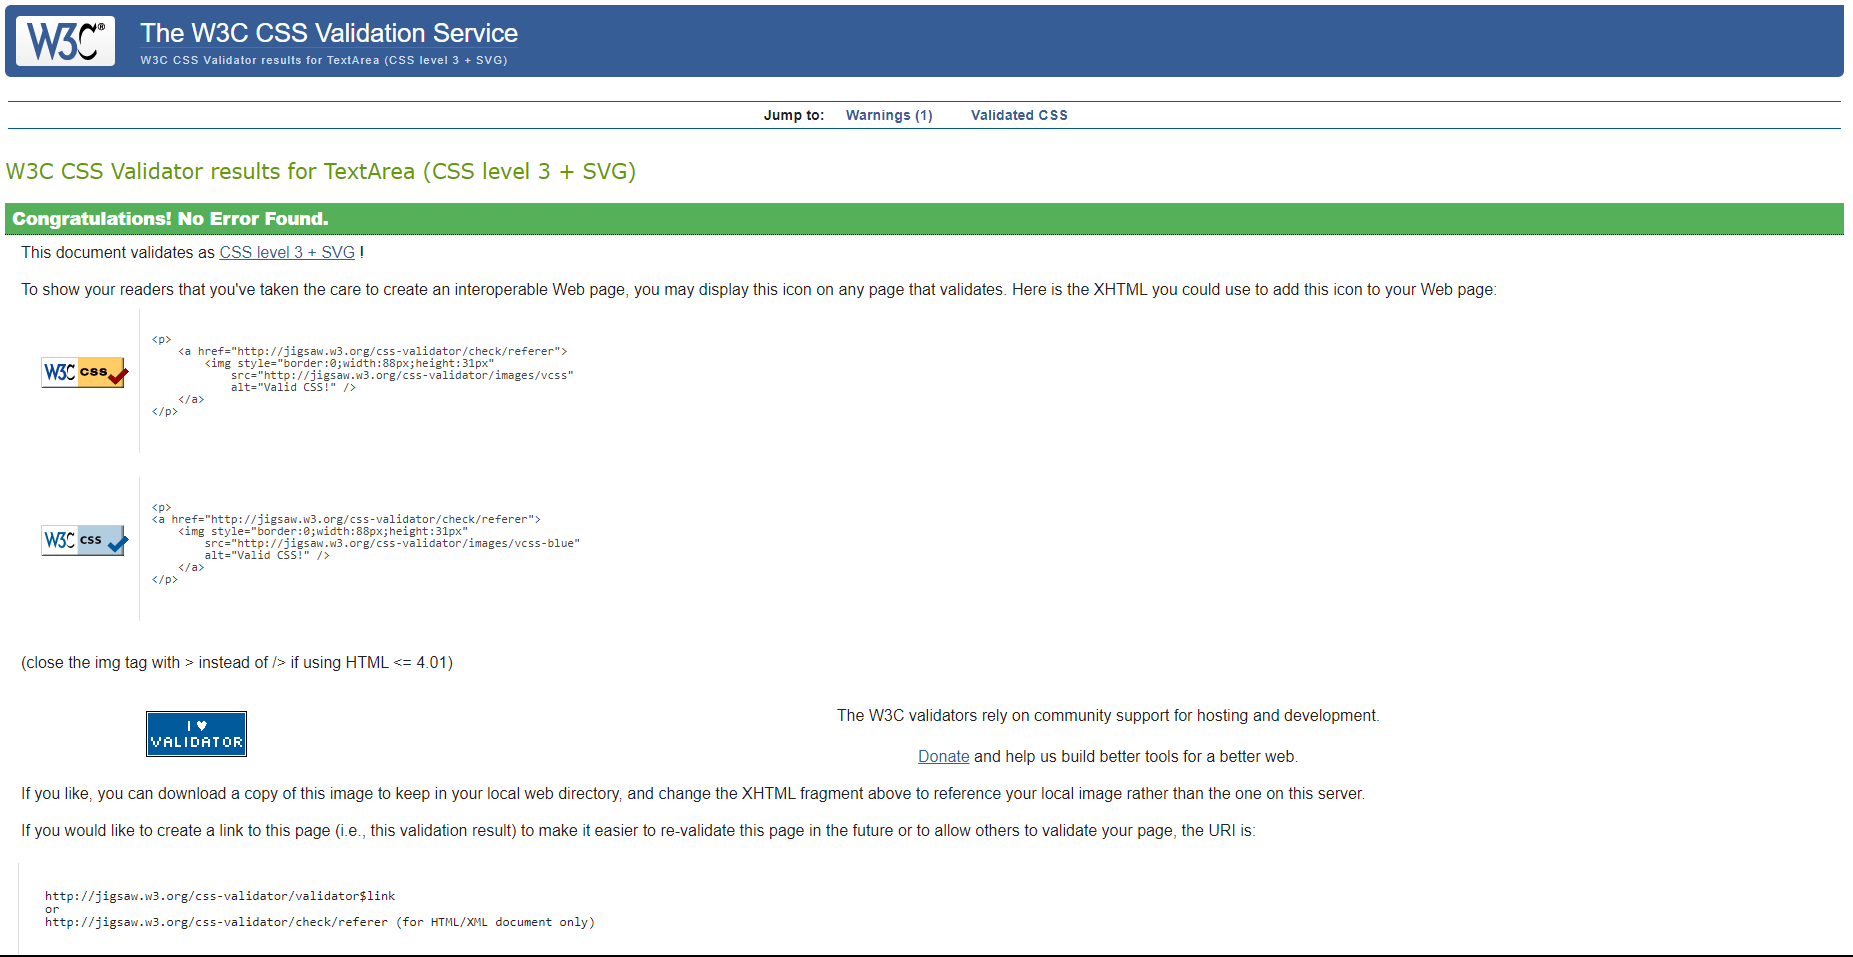 W3C®
The W3C CSS Validation Service
W3C CSS Validator results for TextArea (CSS level 3 + SVG)
Jump to: Warnings (1) Validated CSS
W3C CSS Validator results for TextArea (CSS level 3 + SVG)
Congratulations! No Error Found.
This document validates as CSS level 3 + SVG !
To show your readers that you've taken the care to create an interoperable Web page, you may display this icon on any page that validates. Here is the XHTML you could use to add this icon to your Web page:
W3C css
<p>
    <a href="http://jigsaw.w3.org/css-validator/check/referer">
        <img style="border:0;width:88px;height:31px"
            src="http://jigsaw.w3.org/css-validator/images/vcss"
            alt="Valid CSS!" />
    </a>
</p>
W3C css
<p>
<a href="http://jigsaw.w3.org/css-validator/check/referer">
    <img style="border:0;width:88px;height:31px"
        src="http://jigsaw.w3.org/css-validator/images/vcss-blue"
        alt="Valid CSS!" />
    </a>
</p>
(close the img tag with > instead of /> if using HTML <= 4.01)
I ♥
VALIDATOR
The W3C validators rely on community support for hosting and development.
Donate and help us build better tools for a better web.
If you like, you can download a copy of this image to keep in your local web directory, and change the XHTML fragment above to reference your local image rather than the one on this server.
If you would like to create a link to this page (i.e., this validation result) to make it easier to re-validate this page in the future or to allow others to validate your page, the URI is:
http://jigsaw.w3.org/css-validator/validator$link
or
http://jigsaw.w3.org/css-validator/check/referer (for HTML/XML document only)